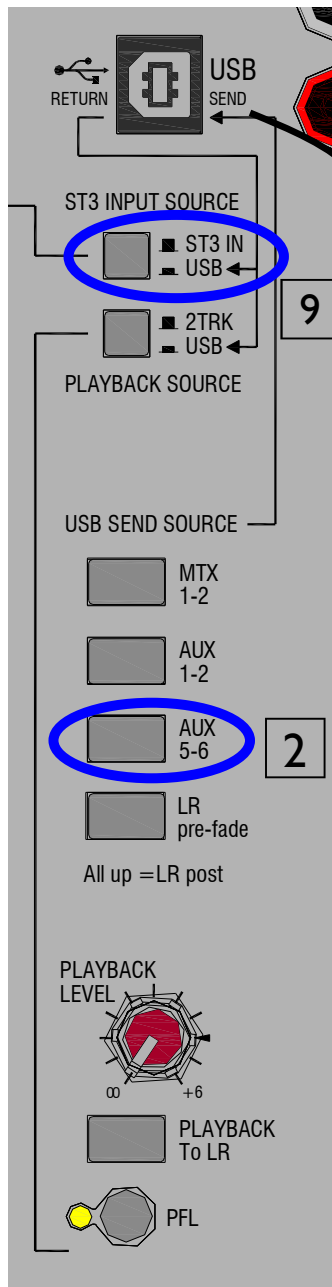 USB
RETURN
SEND
ST3 INPUT SOURCE
ST3 IN
USB
9
2TRK
USB
PLAYBACK SOURCE
USB SEND SOURCE
MTX
1-2
AUX
1-2
AUX
5-6
2
LR
pre-fade
All up =LR post
PLAYBACK
LEVEL
∞
+6
PLAYBACK
To LR
PFL